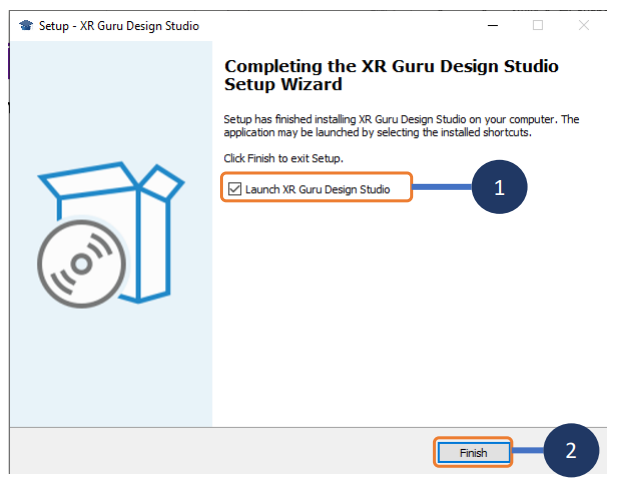 Setup - XR Guru Design Studio
Completing the XR Guru Design Studio
Setup Wizard
Setup has finished installing XR Guru Design Studio on your computer. The
application may be launched by selecting the installed shortcuts.
Click Finish to exit Setup.
Launch XR Guru Design Studio
1
Finish
2